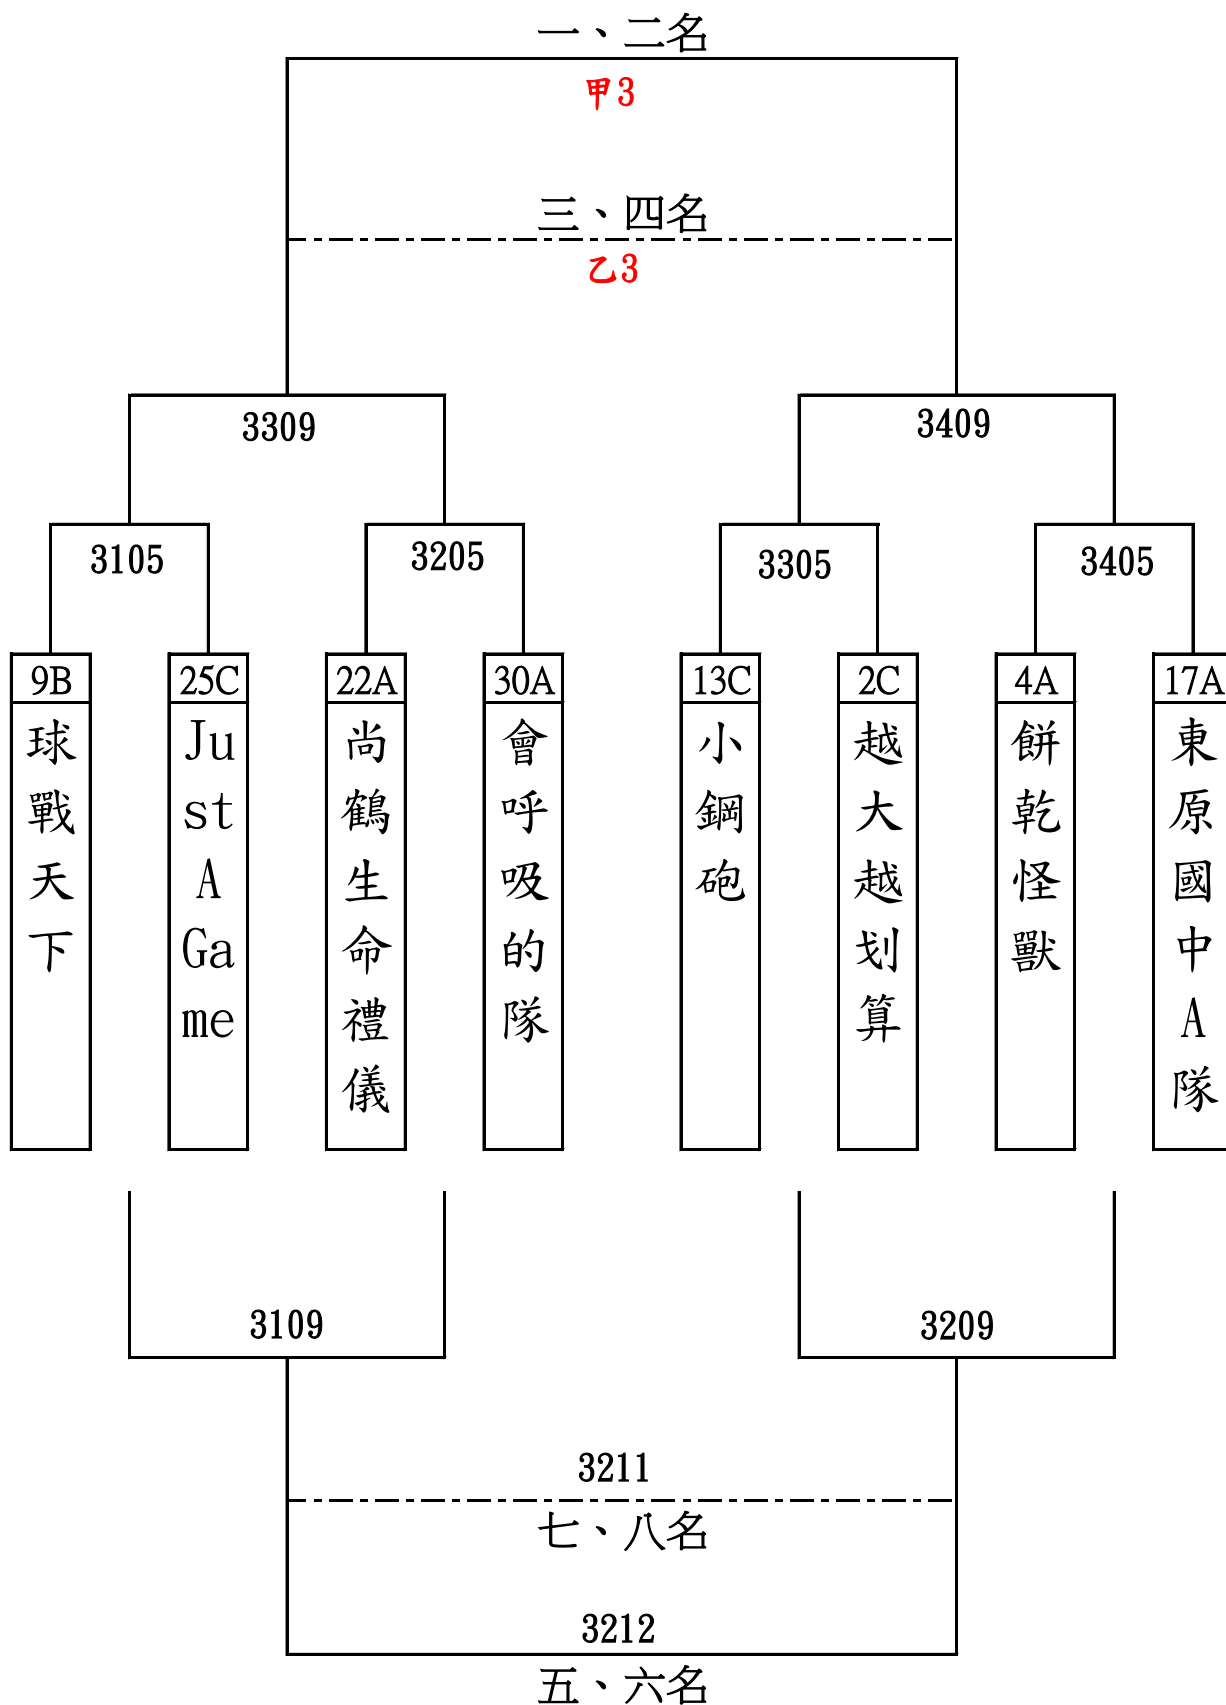 一、二名
甲3
三、四名
乙3
3309
3409
3105
3205
3305
3405
9B
25C
22A
30A
13C
2C
4A
17A
球戰天下
Just A Game
尚鶴生命禮儀
會呼吸的隊
小鋼砲
越大越划算
餅乾怪獸
東原國中A隊
3109
3209
3211
七、八名
3212
五、六名